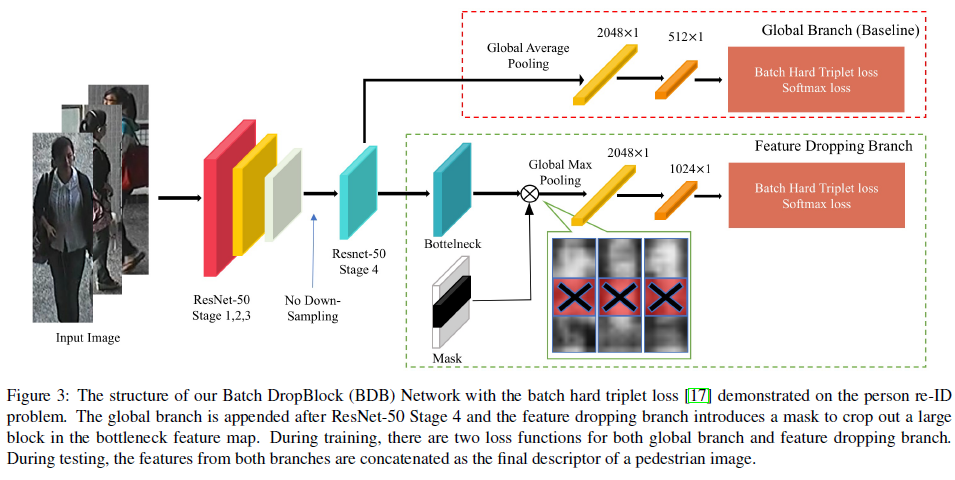 Global Branch (Baseline)
Global Average
Pooling
2048×1
512×1
Batch Hard Triplet loss
Softmax loss
Feature Dropping Branch
Global Max
Pooling
2048×1
1024×1
Batch Hard Triplet loss
Softmax loss
Bottelneck
Resnet-50
Stage 4
ResNet-50
Stage 1,2,3
No Down-
Sampling
Input Image
Mask
Figure 3: The structure of our Batch DropBlock (BDB) Network with the batch hard triplet loss [17] demonstrated on the person re-ID
problem. The global branch is appended after ResNet-50 Stage 4 and the feature dropping branch introduces a mask to crop out a large
block in the bottleneck feature map. During training, there are two loss functions for both global branch and feature dropping branch.
During testing, the features from both branches are concatenated as the final descriptor of a pedestrian image.